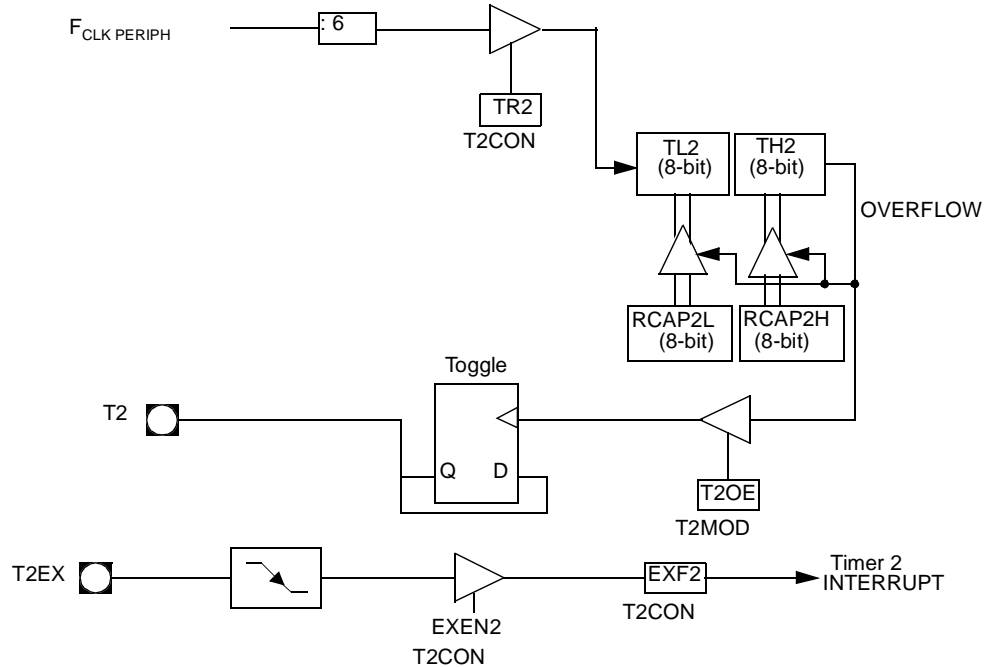 FCLK PERIPH
: 6
TR2
T2CON
TL2
(8-bit)
TH2
(8-bit)
OVERFLOW
RCAP2L
(8-bit)
RCAP2H
(8-bit)
Toggle
T2
Q
D
T2OE
T2MOD
T2EX
EXEN2
T2CON
EXF2
T2CON
Timer 2
INTERRUPT